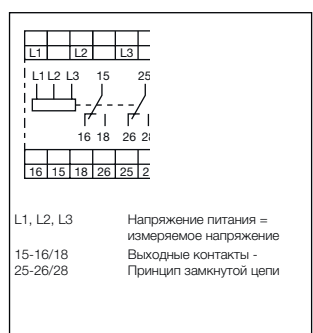 L1 L2 L3
L1 L2 L3 15 25
16 18 26
16 15 18 26 25
L1, L2, L3 Напряжение питания =
измеряемое напряжение
15-16/18 Выходные контакты -
25-26/28 Принцип замкнутой цепи